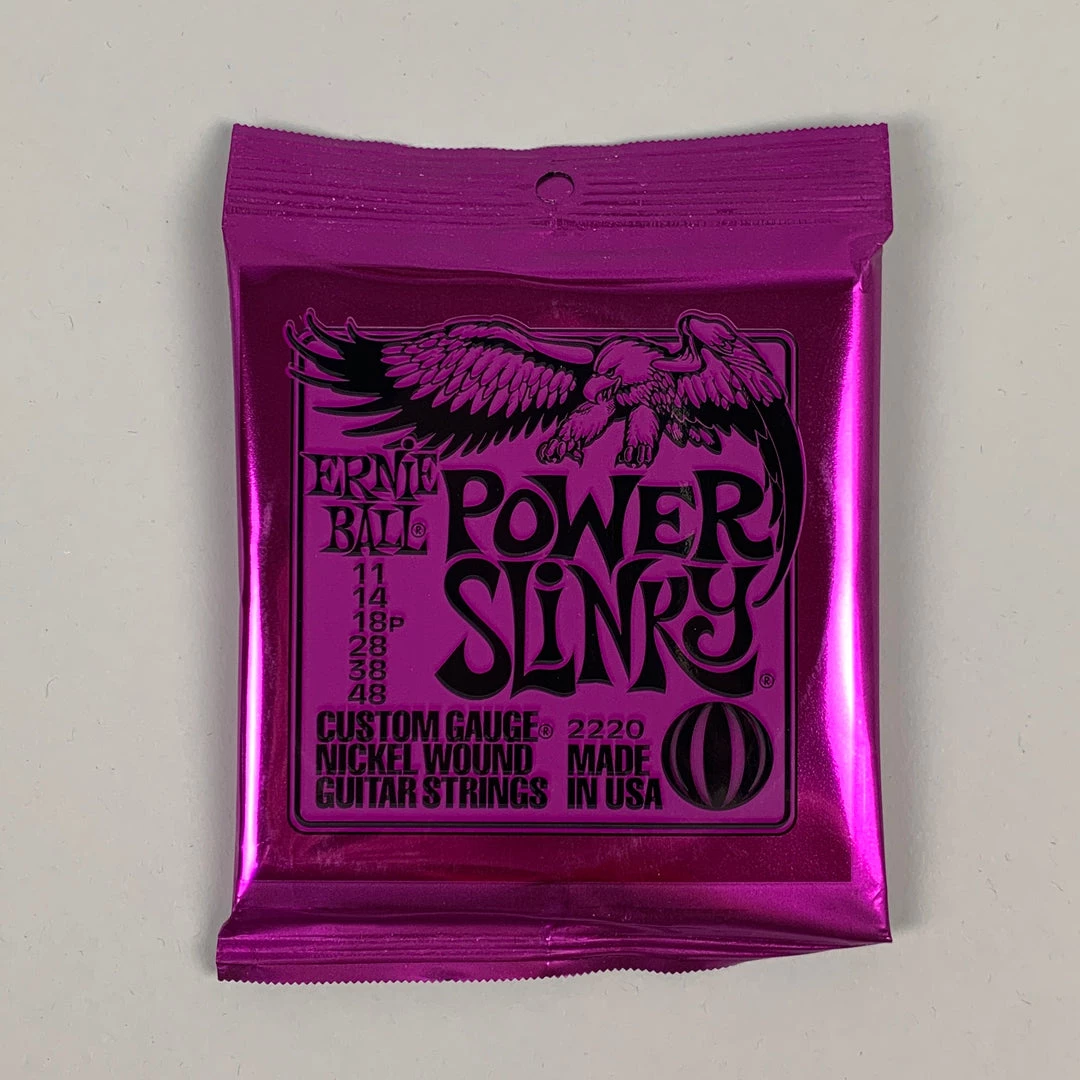 ERNIE
BALL®
POWER
SLINKY®
11
14
18P
28
38
48
CUSTOM GAUGE®
NICKEL WOUND
GUITAR STRINGS
2220
MADE
IN USA